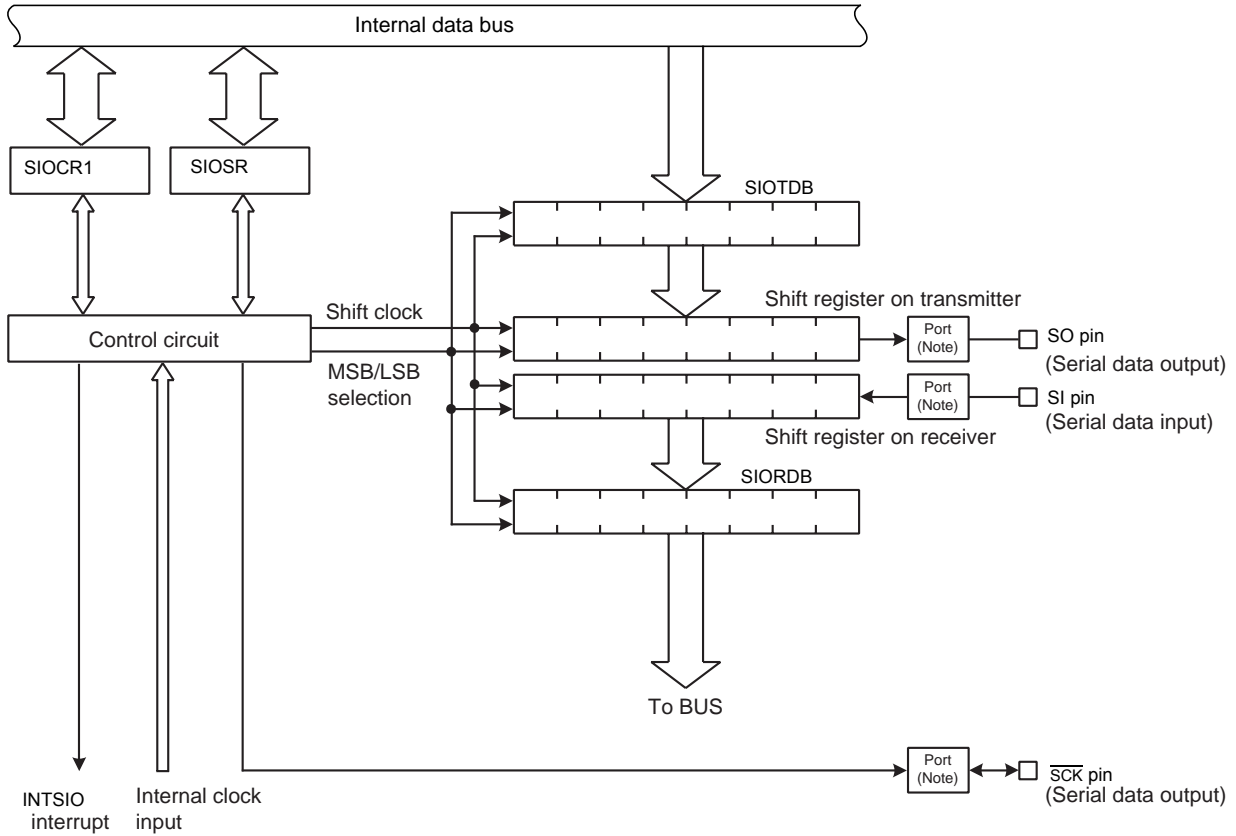 Internal data bus
SIOCR1
SIOSR
SIOTDB
Shift register on transmitter
Shift clock
Control circuit
MSB/LSB
selection
Port
(Note)
SO pin
(Serial data output)
Port
(Note)
SI pin
(Serial data input)
Shift register on receiver
SIORDB
To BUS
Port
(Note)
SCK pin
(Serial data output)
INTSIO
interrupt
Internal clock
input